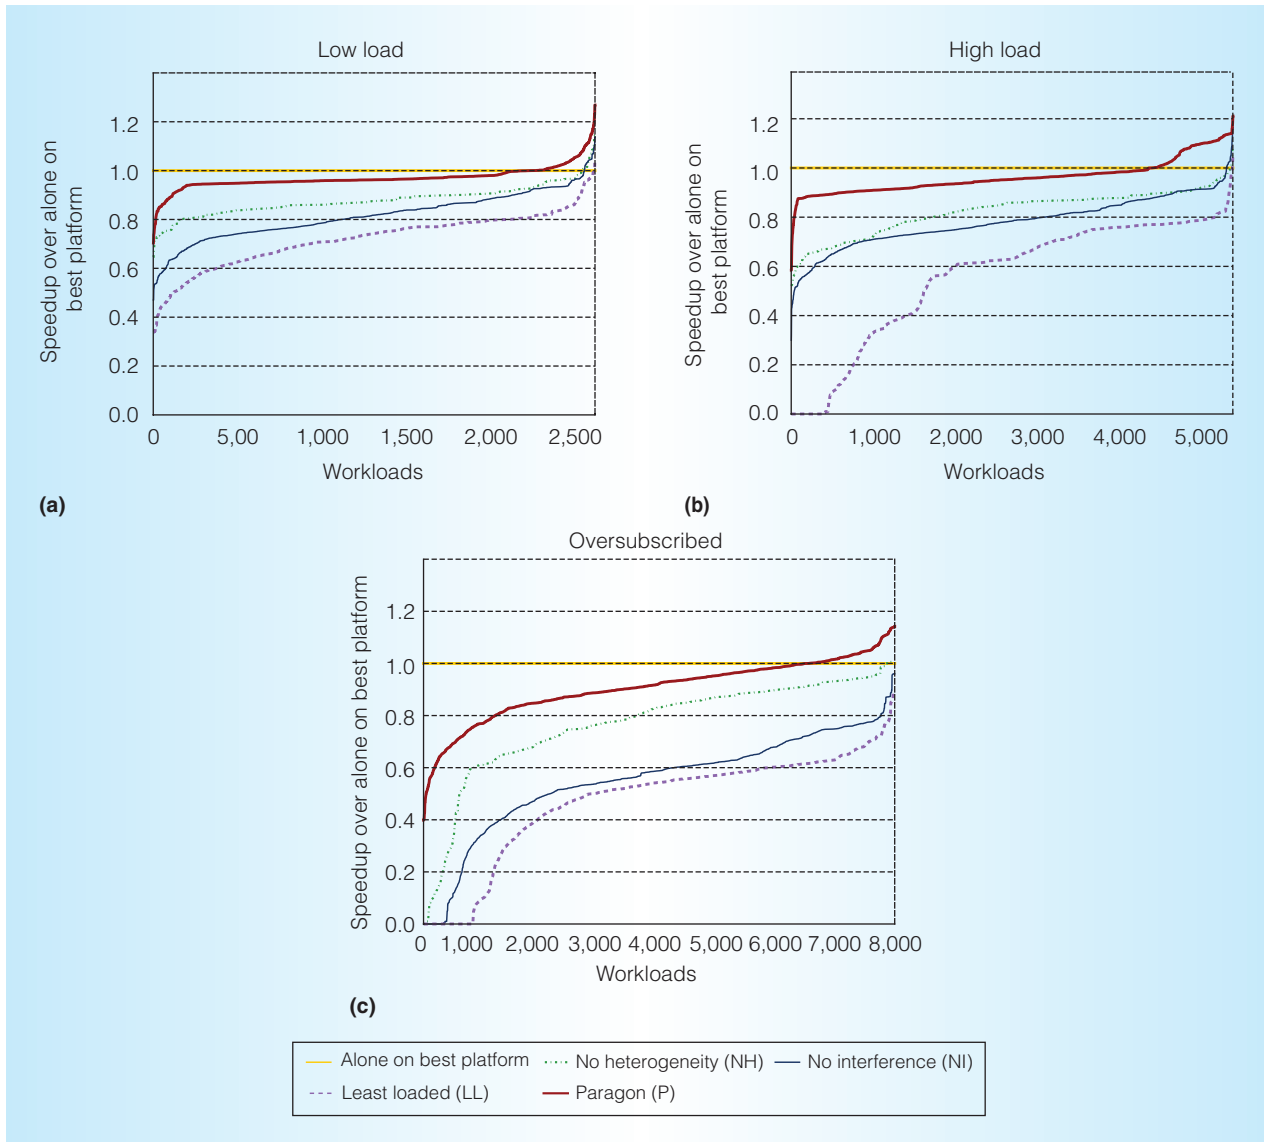 Low load
Speedup over alone on
best platform
1.2
1.0
0.8
0.6
0.4
0.2
0.0
0 5,00 1,000 1,500 2,000 2,500
Workloads
(a)
High load
Speedup over alone on
best platform
1.2
1.0
0.8
0.6
0.4
0.2
0.0
0 1,000 2,000 3,000 4,000 5,000
Workloads
(b)
Oversubscribed
Speedup over alone on best platform
1.2
1.0
0.8
0.6
0.4
0.2
0.0
0 1,000 2,000 3,000 4,000 5,000 6,000 7,000 8,000
Workloads
(c)
Alone on best platform No heterogeneity (NH) No interference (NI)
Least loaded (LL) Paragon (P)